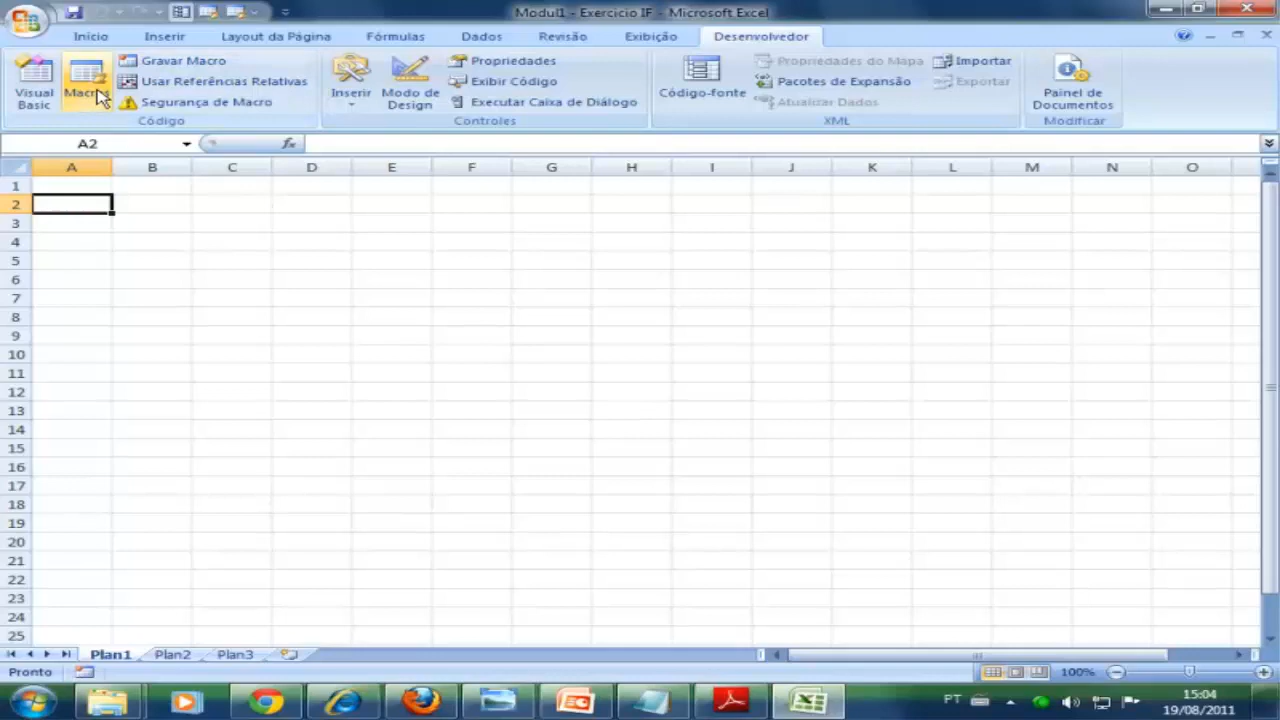 Modul1 - Exercicio IF - Microsoft Excel
Início Inserir Layout da Página Fórmulas Dados Revisão Exibição Desenvolvedor
Visual Basic
Macros
Gravar Macro
Usar Referências Relativas
Segurança de Macro
Código
Inserir
Modo de Design
Propriedades
Exibir Código
Executar Caixa de Diálogo
Controles
Código-fonte
Propriedades do Mapa
Pacotes de Expansão
Atualizar Dados
Importar
Exportar
XML
Painel de Documentos
Modificar
A2 fx
A B C D E F G H I J K L M N O
1
2
3
4
5
6
7
8
9
10
11
12
13
14
15
16
17
18
19
20
21
22
23
24
25
Plan1 Plan2 Plan3
Pronto 100%
PT 15:04
19/08/2011